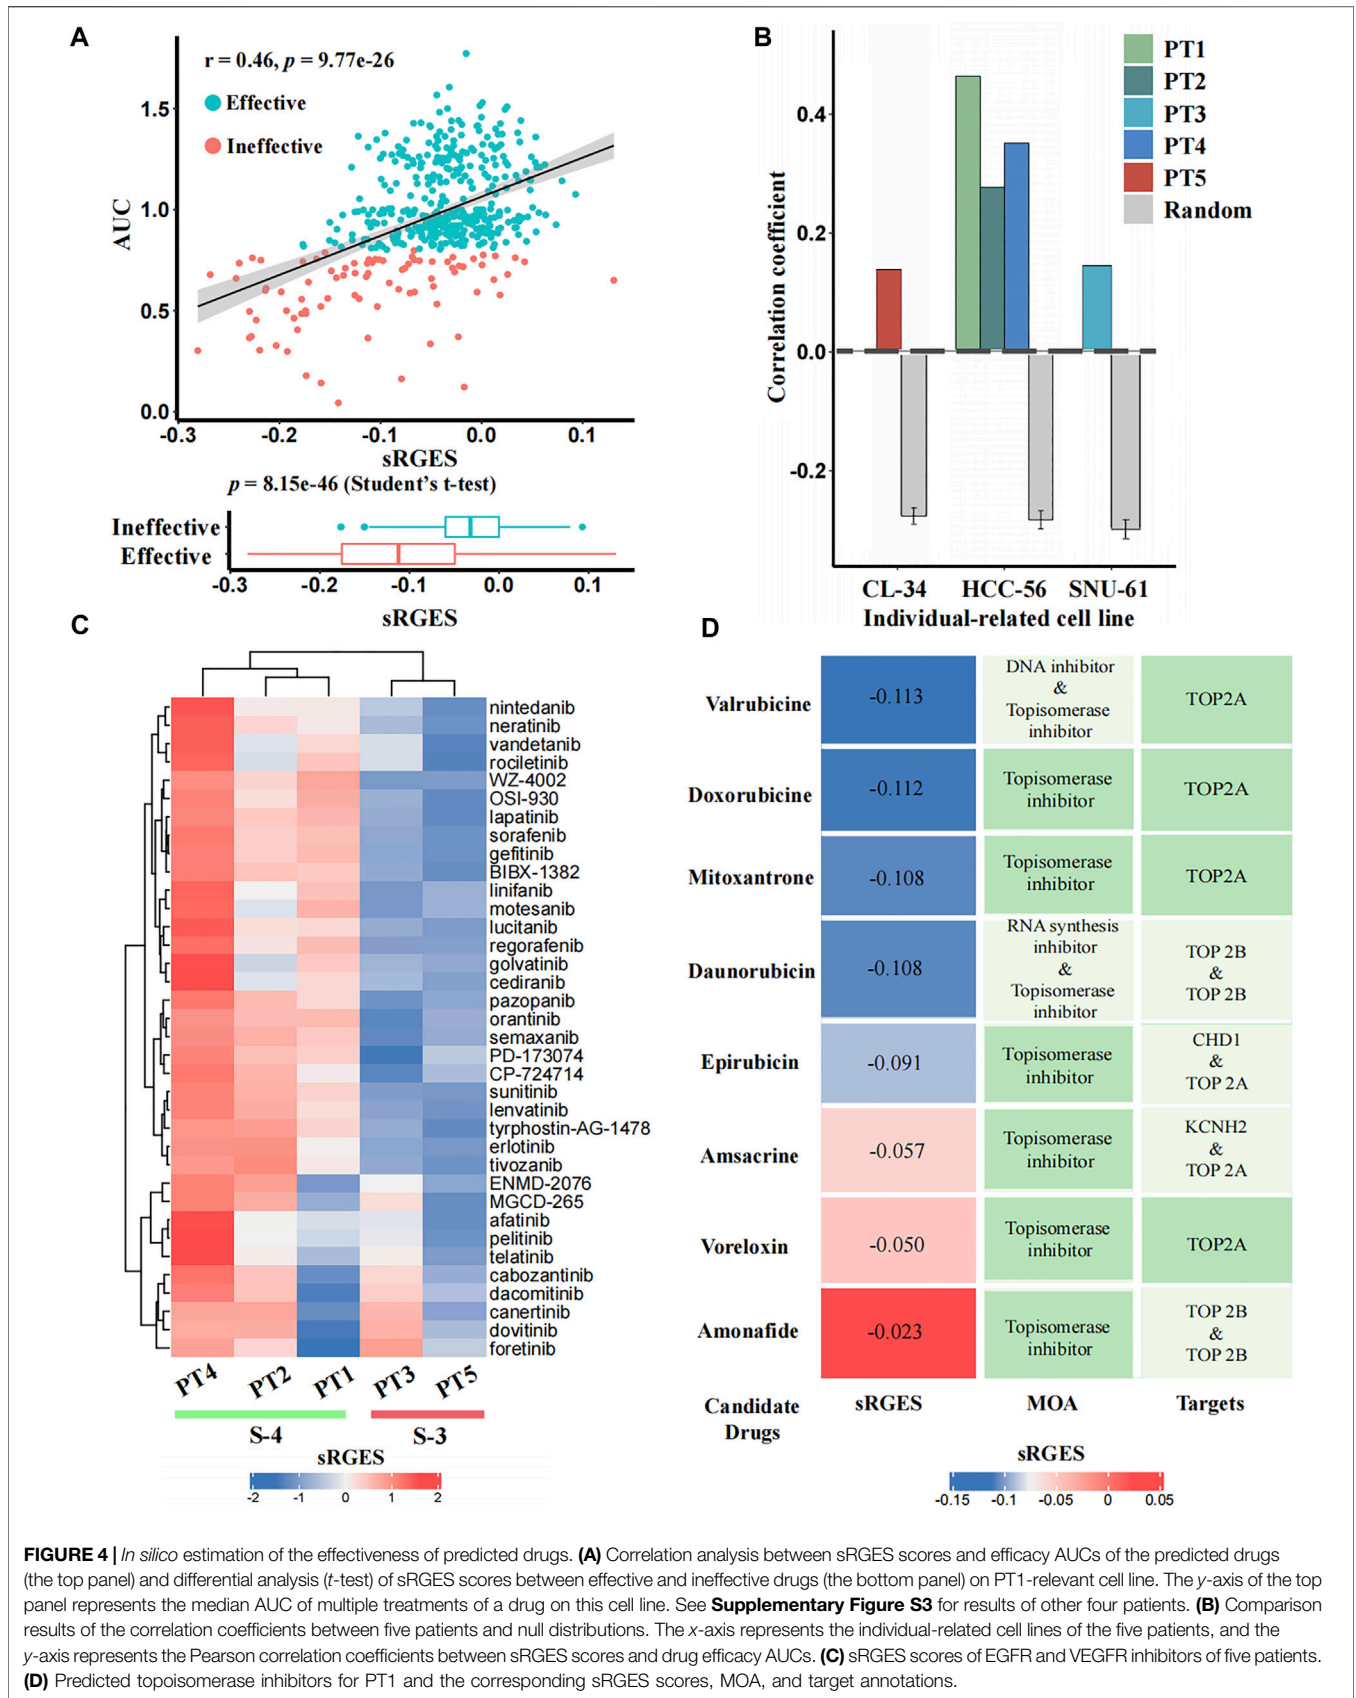 A
r = 0.46, p = 9.77e-26
Effective
Ineffective
AUC
1.5
1.0
0.5
0.0
-0.3 -0.2 -0.1 0.0 0.1
sRGES
p = 8.15e-46 (Student's t-test)
Ineffective
Effective
-0.3 -0.2 -0.1 0.0 0.1
sRGES
B
PT1
PT2
PT3
PT4
PT5
Random
Correlation coefficient
0.4
0.2
0.0
-0.2
CL-34 HCC-56 SNU-61
Individual-related cell line
C
nintedanib
neratinib
vandetanib
rociletinib
WZ-4002
OSI-930
lapatinib
sorafenib
gefitinib
BIBX-1382
linifanib
motesanib
lucitanib
regorafenib
golvatinib
cediranib
pazopanib
orantinib
semaxanib
PD-173074
CP-724714
sunitinib
lenvatinib
tyrphostin-AG-1478
erlotinib
tivozanib
ENMD-2076
MGCD-265
afatinib
pelitinib
telatinib
cabozantinib
dacomitinib
canertinib
dovitinib
foretinib
PT4 PT2 PT1 PT3 PT5
S-4 S-3
sRGES
-2 -1 0 1 2
D
Valrubicine
-0.113
DNA inhibitor
&
Topisomerase
inhibitor
TOP2A
Doxorubicine
-0.112
Topisomerase
inhibitor
TOP2A
Mitoxantrone
-0.108
Topisomerase
inhibitor
TOP2A
Daunorubicin
-0.108
RNA synthesis
inhibitor
&
Topisomerase
inhibitor
TOP 2B
&
TOP 2B
Epirubicin
-0.091
Topisomerase
inhibitor
CHD1
&
TOP 2A
Amsacrine
-0.057
Topisomerase
inhibitor
KCNH2
&
TOP 2A
Voreloxin
-0.050
Topisomerase
inhibitor
TOP2A
Amonafide
-0.023
Topisomerase
inhibitor
TOP 2B
&
TOP 2B
Candidate
Drugs
sRGES
MOA
Targets
sRGES
-0.15 -0.1 -0.05 0 0.05
FIGURE 4 | In silico estimation of the effectiveness of predicted drugs. (A) Correlation analysis between sRGES scores and efficacy AUCs of the predicted drugs
(the top panel) and differential analysis (t-test) of sRGES scores between effective and ineffective drugs (the bottom panel) on PT1-relevant cell line. The y-axis of the top
panel represents the median AUC of multiple treatments of a drug on this cell line. See Supplementary Figure S3 for results of other four patients. (B) Comparison
results of the correlation coefficients between five patients and null distributions. The x-axis represents the individual-related cell lines of the five patients, and the
y-axis represents the Pearson correlation coefficients between sRGES scores and drug efficacy AUCs. (C) sRGES scores of EGFR and VEGFR inhibitors of five patients.
(D) Predicted topoisomerase inhibitors for PT1 and the corresponding sRGES scores, MOA, and target annotations.